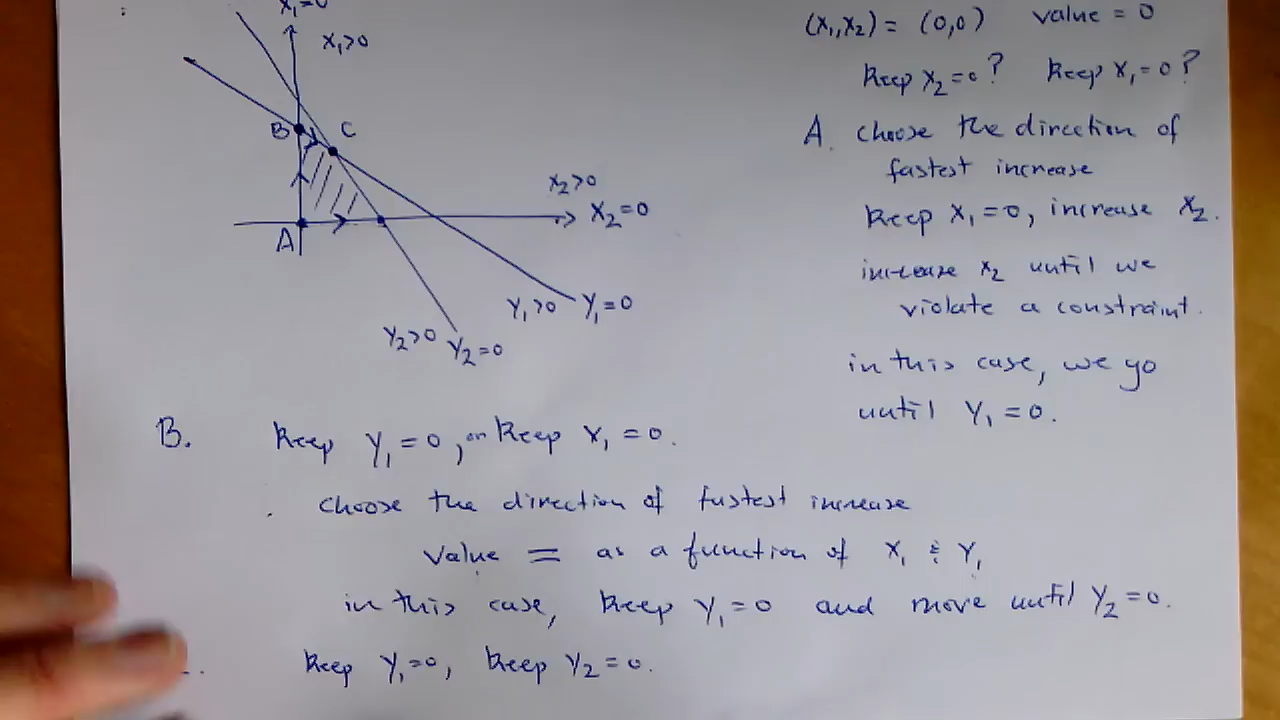 X₁=0
X₁>0
B
C
X₂>0
X₂=0
A
Y₁>0
Y₁=0
Y₂>0
Y₂=0
(X₁,X₂) = (0,0) value = 0
Keep X₂=0? Keep X₁=0?
A. choose the direction of
fastest increase
Keep X₁=0, increase X₂.
increase X₂ until we
violate a constraint.
in this case, we go
until Y₁=0.
B. Keep Y₁=0, or Keep X₁=0.
choose the direction of fastest increase
Value = as a function of X₁ & Y₁
in this case, Keep Y₁=0 and move until Y₂=0.
Keep Y₁=0, Keep Y₂=0.